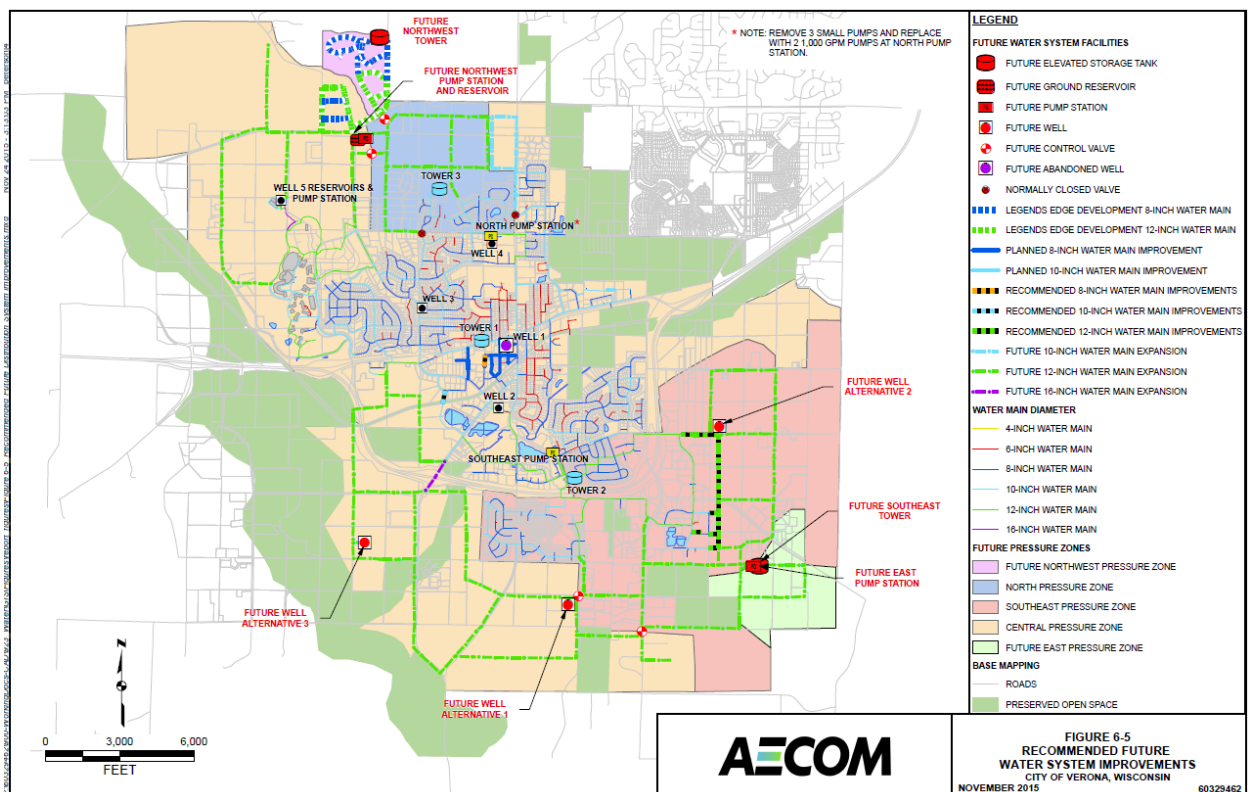 FUTURE
NORTHWEST
TOWER
* NOTE: REMOVE 3 SMALL PUMPS AND REPLACE
WITH 2 1,000 GPM PUMPS AT NORTH PUMP
STATION.
FUTURE NORTHWEST
PUMP STATION
AND RESERVOIR
PS
WELL 5 RESERVOIRS &
PUMP STATION
TOWER 3
NORTH PUMP STATION*
PS
WELL 4
WELL 3
TOWER 1
WELL 1
WELL 2
FUTURE WELL
ALTERNATIVE 2
SOUTHEAST PUMP STATION
PS
TOWER 2
FUTURE SOUTHEAST
TOWER
PS
FUTURE EAST
PUMP STATION
FUTURE WELL
ALTERNATIVE 3
FUTURE WELL
ALTERNATIVE 1
N
0 3,000 6,000
FEET
LEGEND
FUTURE WATER SYSTEM FACILITIES
FUTURE ELEVATED STORAGE TANK
FUTURE GROUND RESERVOIR
PS FUTURE PUMP STATION
FUTURE WELL
FUTURE CONTROL VALVE
FUTURE ABANDONED WELL
NORMALLY CLOSED VALVE
LEGENDS EDGE DEVELOPMENT 8-INCH WATER MAIN
LEGENDS EDGE DEVELOPMENT 12-INCH WATER MAIN
PLANNED 8-INCH WATER MAIN IMPROVEMENT
PLANNED 10-INCH WATER MAIN IMPROVEMENT
RECOMMENDED 8-INCH WATER MAIN IMPROVEMENTS
RECOMMENDED 10-INCH WATER MAIN IMPROVEMENTS
RECOMMENDED 12-INCH WATER MAIN IMPROVEMENTS
FUTURE 10-INCH WATER MAIN EXPANSION
FUTURE 12-INCH WATER MAIN EXPANSION
FUTURE 16-INCH WATER MAIN EXPANSION
WATER MAIN DIAMETER
4-INCH WATER MAIN
6-INCH WATER MAIN
8-INCH WATER MAIN
10-INCH WATER MAIN
12-INCH WATER MAIN
16-INCH WATER MAIN
FUTURE PRESSURE ZONES
FUTURE NORTHWEST PRESSURE ZONE
NORTH PRESSURE ZONE
SOUTHEAST PRESSURE ZONE
CENTRAL PRESSURE ZONE
FUTURE EAST PRESSURE ZONE
BASE MAPPING
ROADS
PRESERVED OPEN SPACE
AECOM
FIGURE 6-5
RECOMMENDED FUTURE
WATER SYSTEM IMPROVEMENTS
CITY OF VERONA, WISCONSIN
NOVEMBER 2015 60329462